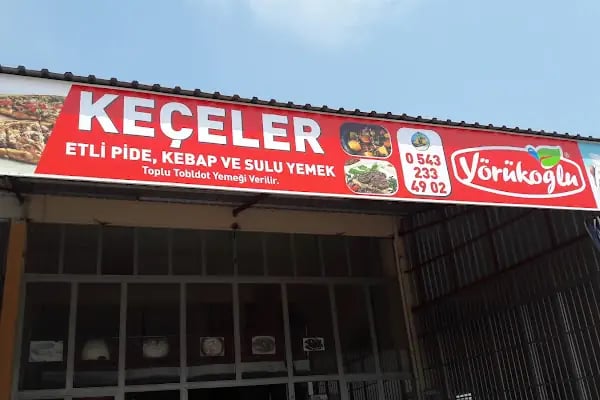 KEÇELER
ETLİ PİDE, KEBAP VE SULU YEMEK
Toplu Tobldot Yemeği Verilir.
0 543
233
49 02
Yörükoğlu